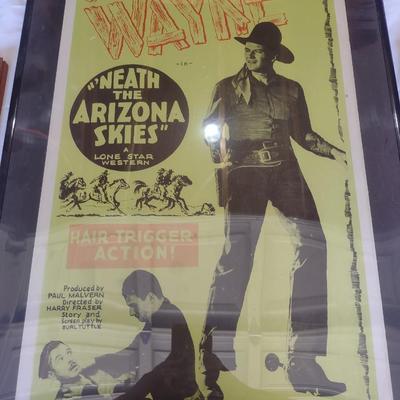 WAYNE
-in-
"'NEATH
THE
ARIZONA
SKIES"
A
LONE STAR
WESTERN
HAIR-TRIGGER
ACTION!
Produced by
PAUL MALVERN
Directed by
HARRY FRASER
Story and
Screen play by
BURL TUTTLE